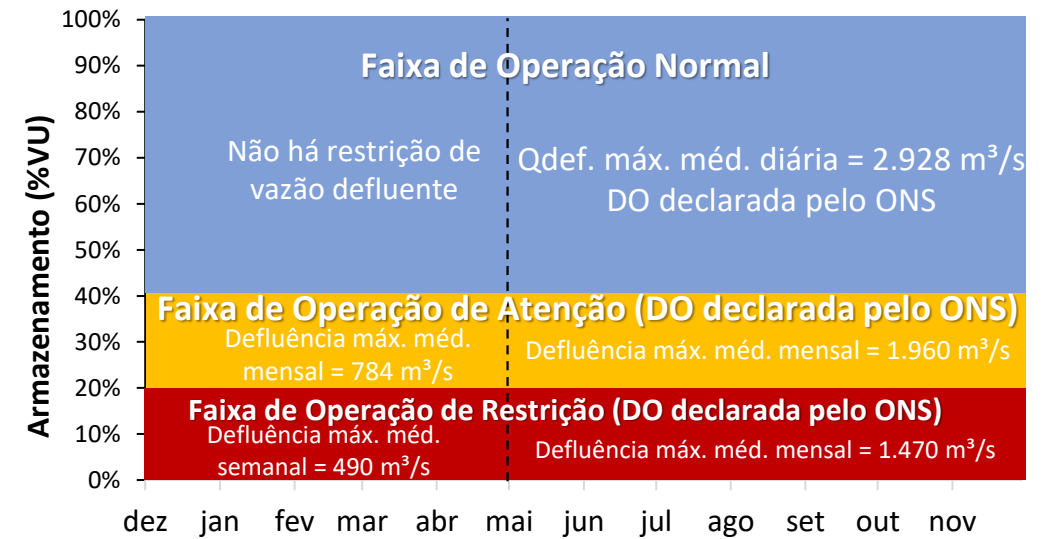 100%
90%
80%
70%
60%
50%
40%
30%
20%
10%
0%
Armazenamento (%VU)
Faixa de Operação Normal
Não há restrição de
vazão defluente
Qdef. máx. méd. diária = 2.928 m³/s
DO declarada pelo ONS
Faixa de Operação de Atenção (DO declarada pelo ONS)
Defluência máx. méd.
mensal = 784 m³/s
Defluência máx. méd. mensal = 1.960 m³/s
Faixa de Operação de Restrição (DO declarada pelo ONS)
Defluência máx. méd.
semanal = 490 m³/s
Defluência máx. méd. mensal = 1.470 m³/s
dez jan fev mar abr mai jun jul ago set out nov